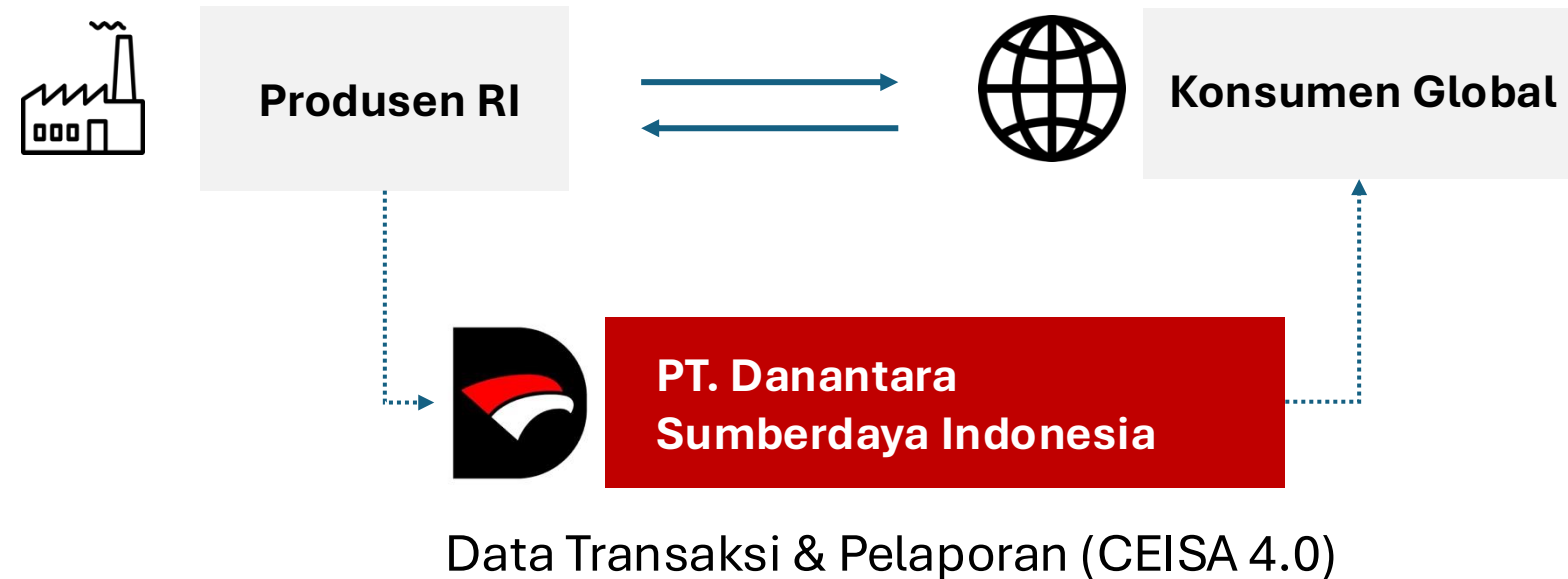 Produsen RI
Konsumen Global
PT. Danantara
Sumberdaya Indonesia
Data Transaksi & Pelaporan (CEISA 4.0)